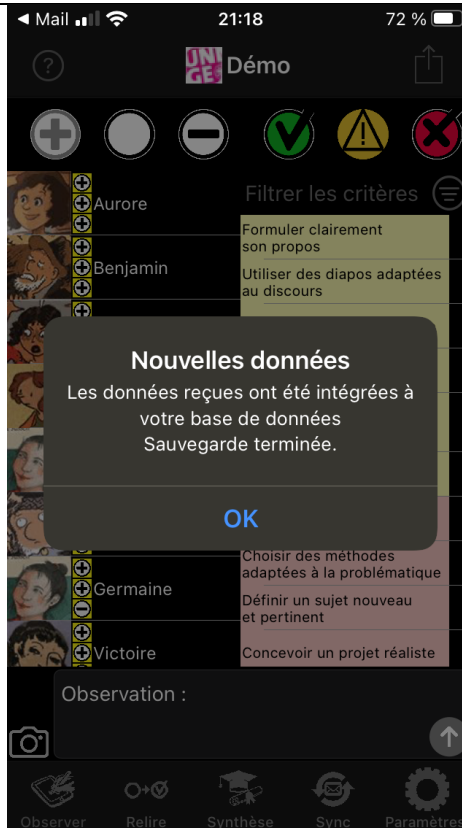 Mail
21:18
72 %
UNI
GE
Démo
Aurore
Filtrer les critères
Formuler clairement
son propos
Benjamin
Utiliser des diapos adaptées
au discours
Nouvelles données
Les données reçues ont été intégrées à
votre base de données
Sauvegarde terminée.
OK
Choisir des méthodes
adaptées à la problématique
Germaine
Définir un sujet nouveau
et pertinent
Victoire
Concevoir un projet réaliste
Observation :
Observer
Relire
Synthèse
Sync
Paramètres